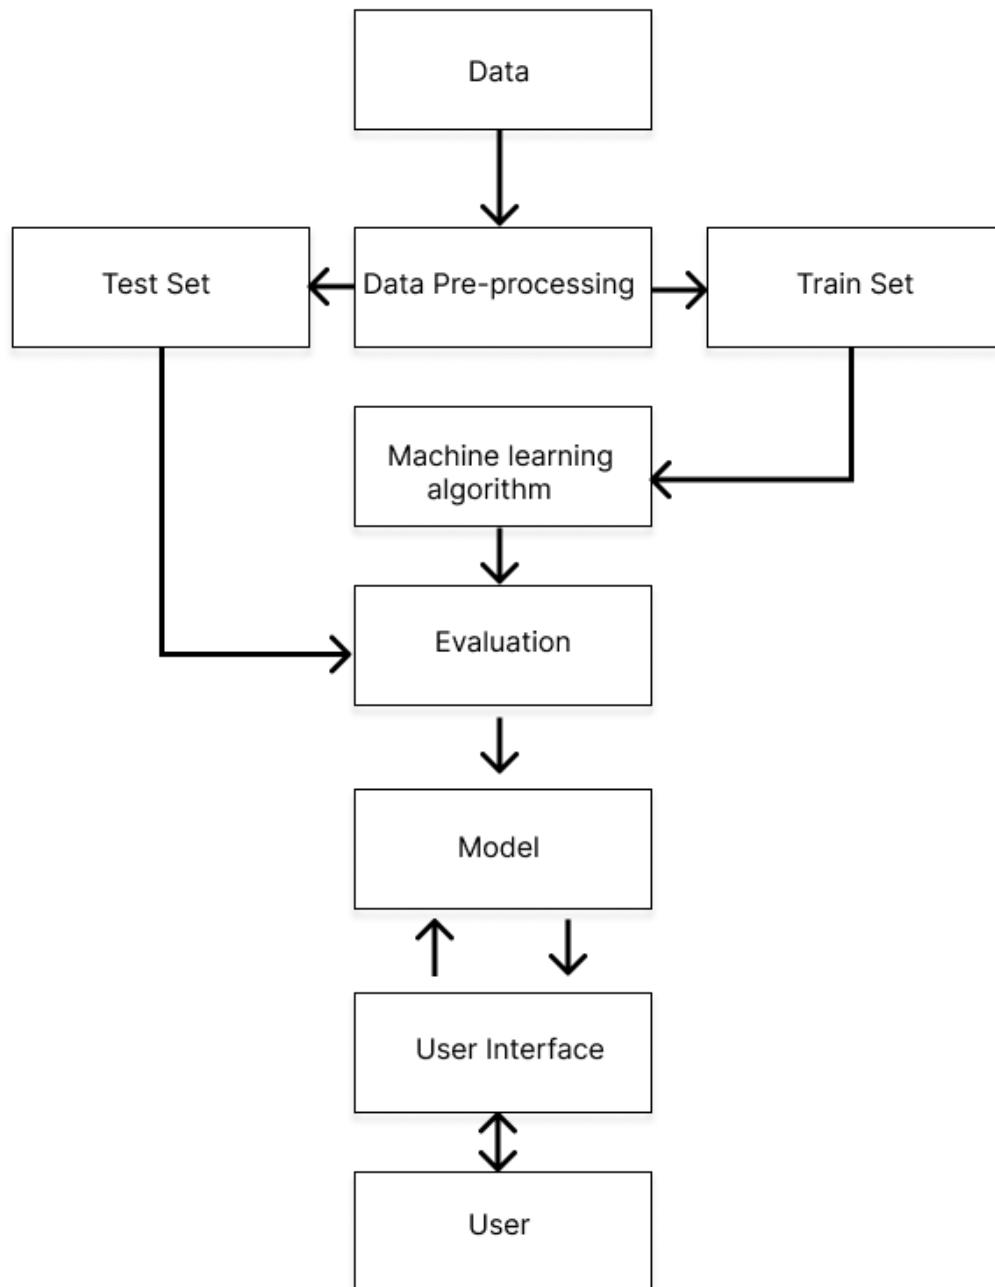 Data
Test Set
Data Pre-processing
Train Set
Machine learning
algorithm
Evaluation
Model
User Interface
User